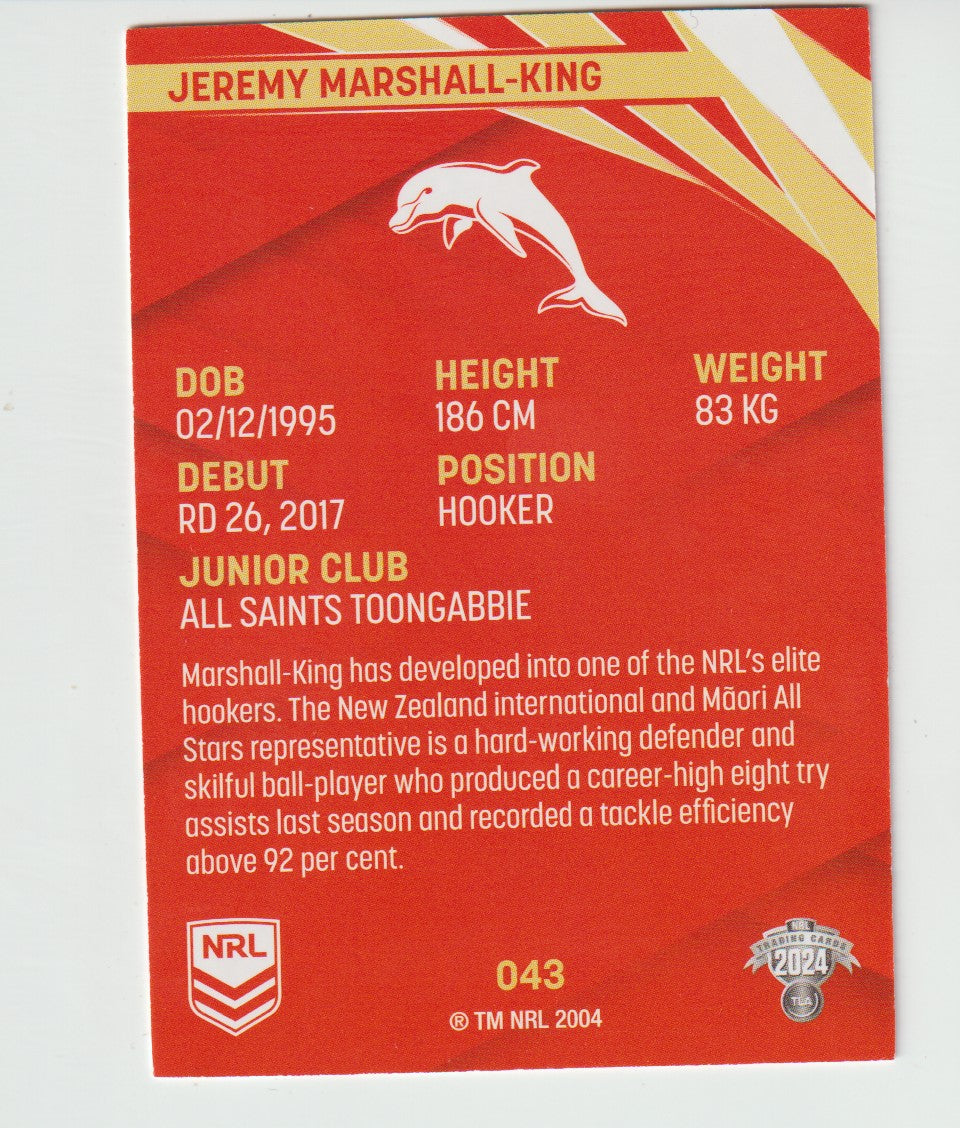 JEREMY MARSHALL-KING
DOB
02/12/1995
HEIGHT
186 CM
WEIGHT
83 KG
DEBUT
RD 26, 2017
POSITION
HOOKER
JUNIOR CLUB
ALL SAINTS TOONGABBIE
Marshall-King has developed into one of the NRL's elite
hookers. The New Zealand international and Mãori All
Stars representative is a hard-working defender and
skilful ball-player who produced a career-high eight try
assists last season and recorded a tackle efficiency
above 92 per cent.
NRL
043
® TM NRL 2004
NRL
TRADING CARDS
2024
TLA